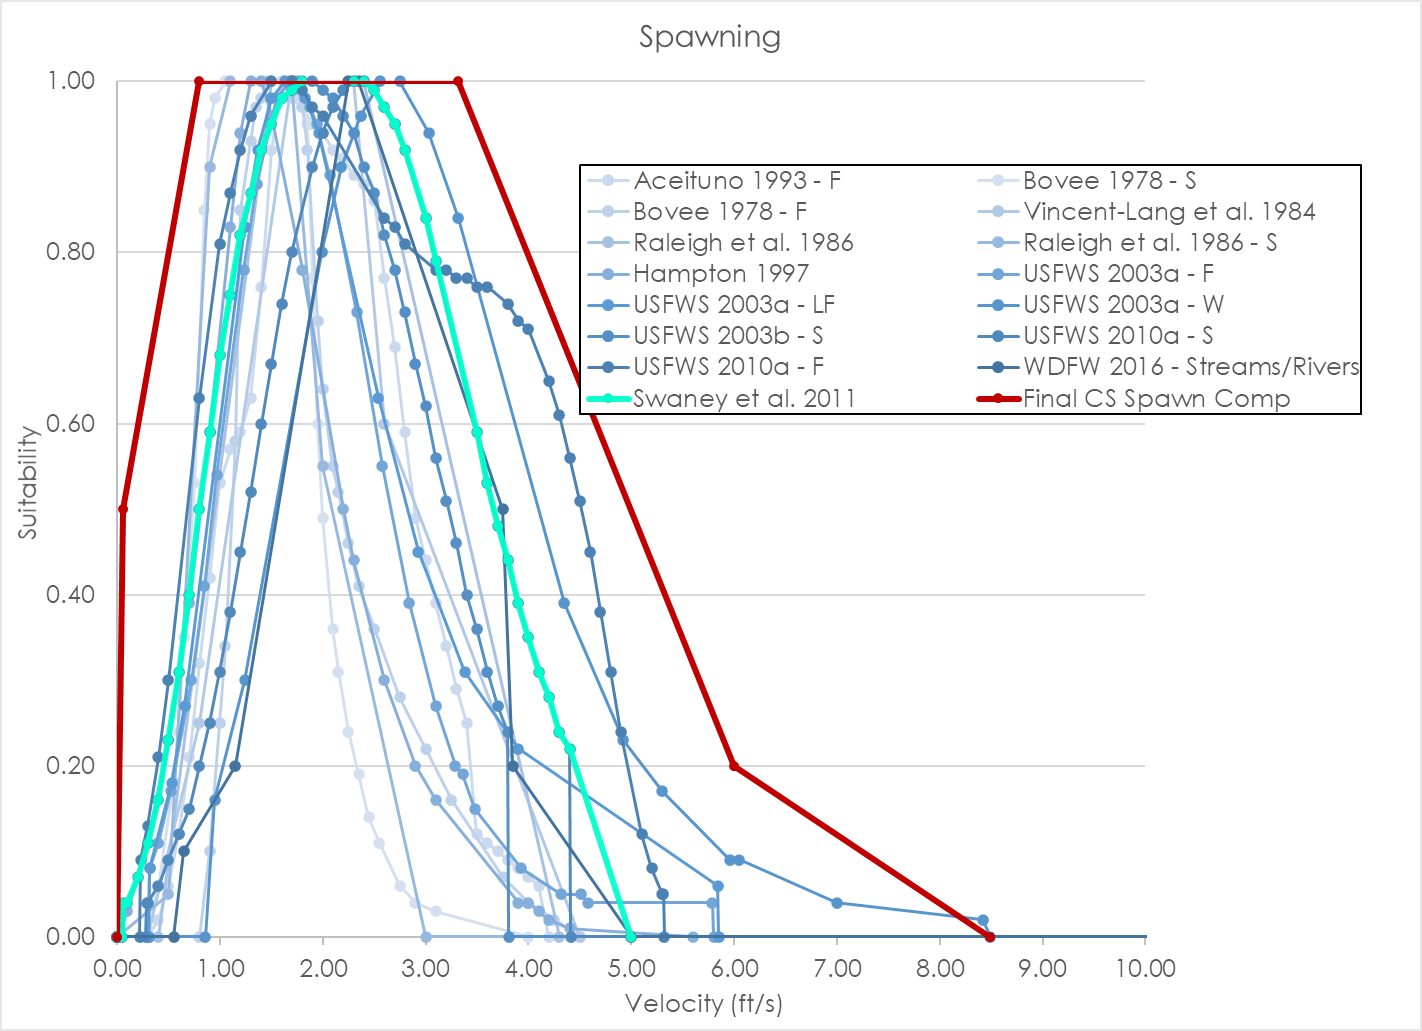 Spawning
1.00
0.80
0.60
0.40
0.20
0.00
Suitability
Aceituno 1993 - F
Bovee 1978 - S
Bovee 1978 - F
Vincent-Lang et al. 1984
Raleigh et al. 1986
Raleigh et al. 1986 - S
Hampton 1997
USFWS 2003a - F
USFWS 2003a - LF
USFWS 2003a - W
USFWS 2003b - S
USFWS 2010a - S
USFWS 2010a - F
WDFW 2016 - Streams/Rivers
Swaney et al. 2011
Final CS Spawn Comp
0.00 1.00 2.00 3.00 4.00 5.00 6.00 7.00 8.00 9.00 10.00
Velocity (ft/s)